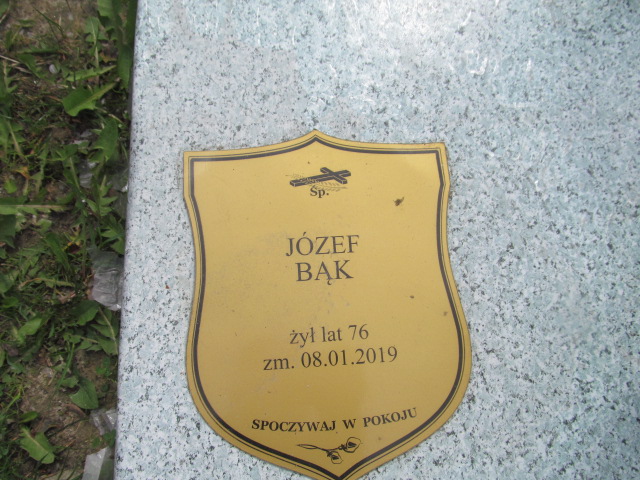 Śp.
JÓZEF
BĄK
żył lat 76
zm. 08.01.2019
SPOCZYWAJ W POKOJU